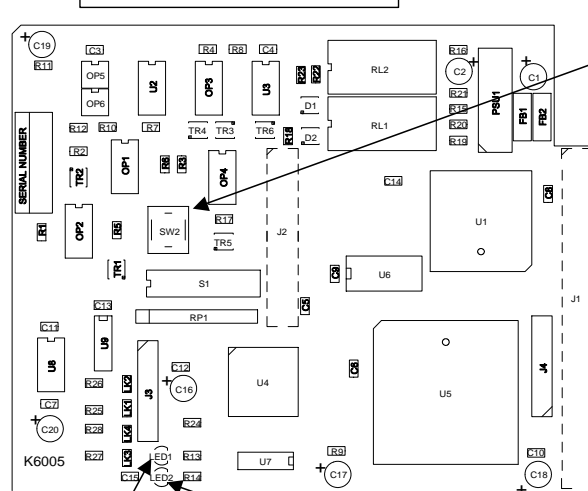 C19
R11
C3
OP5
OP6
U2
R4
R8
C4
OP3
U3
R23
R22
RL2
RL1
D1
D2
R16
C2
R21
R15
R20
R19
PSU1
C1
FB1
FB2
SERIAL NUMBER
R12
R10
R7
TR4
TR3
TR6
R18
R2
TR2
OP1
R6
R3
OP4
C14
C8
R1
OP2
R5
SW2
R17
TR5
J2
U1
TR1
S1
C9
U6
J1
RP1
C5
C13
C11
U9
U8
J3
C12
C16
U4
C6
U5
J4
R26
LK2
C7
R25
LK1
C20
R28
LK4
R24
K6005
R27
LK3
LED1
R13
C15
LED2
R14
U7
R9
C17
C10
C18